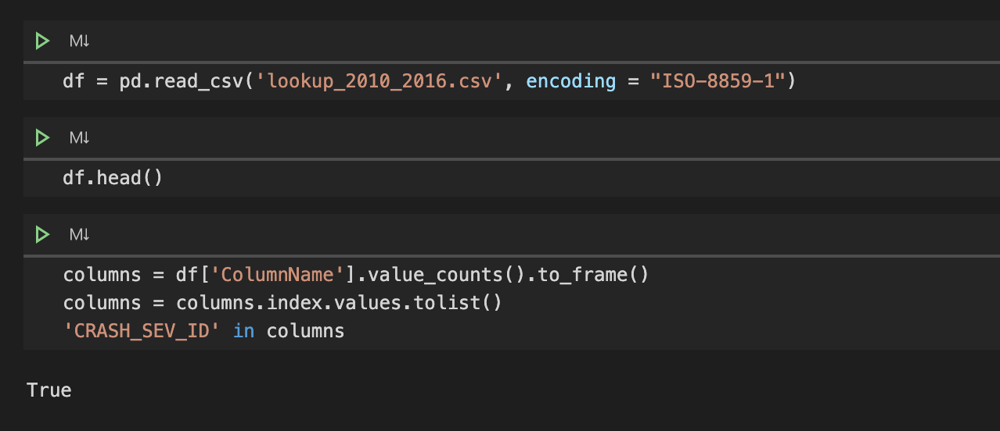 M↓
df = pd.read_csv('lookup_2010_2016.csv', encoding = "ISO-8859-1")
M↓
df.head()
M↓
columns = df['ColumnName'].value_counts().to_frame()
columns = columns.index.values.tolist()
'CRASH_SEV_ID' in columns
True